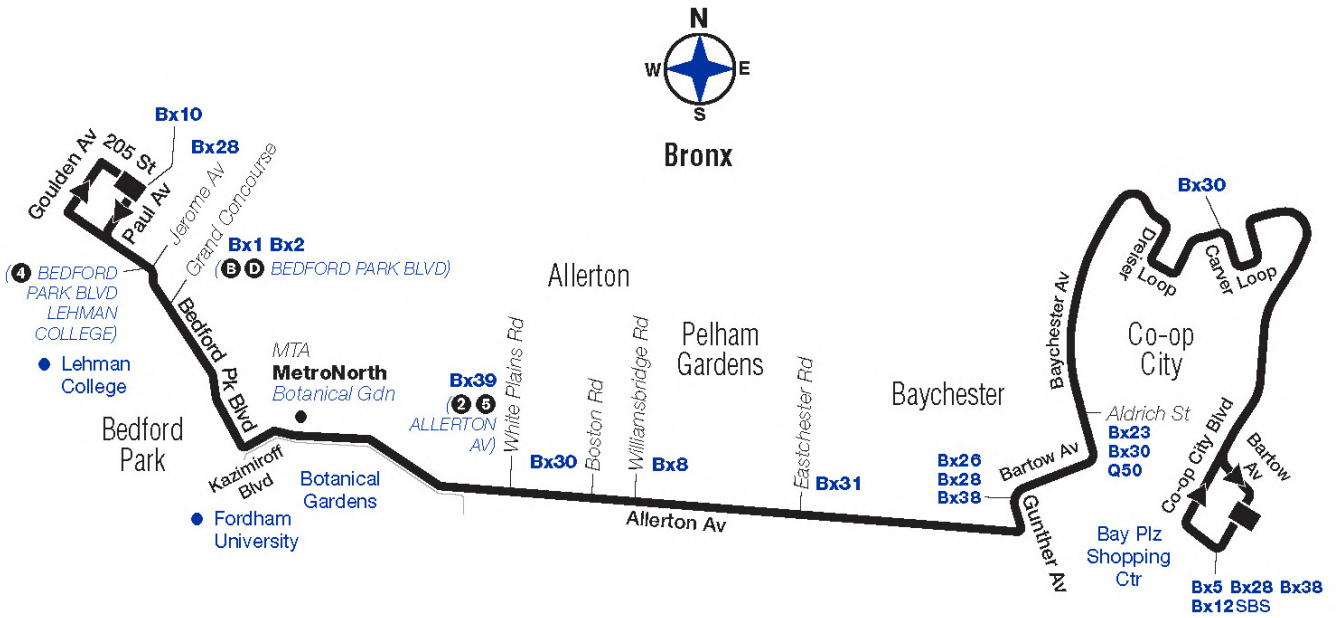 N
W
E
S
Bronx
Bx10
Bx28
Goulden Av
205 St
Paul Av
Jerome Av
Grand Concourse
Bx1 Bx2
(B D BEDFORD PARK BLVD)
(4 BEDFORD
PARK BLVD
LEHMAN
COLLEGE)
Lehman
College
Bedford Pk Blvd
Bedford
Park
MTA
MetroNorth
Botanical Gdn
Kazimiroff
Blvd
Botanical
Gardens
Fordham
University
Bx39
(2 5
ALLERTON
AV)
White Plains Rd
Bx30
Boston Rd
Williamsbridge Rd
Bx8
Allerton
Pelham
Gardens
Eastchester Rd
Bx31
Allerton Av
Baychester
Bx26
Bx28
Bx38
Bartow Av
Gunther Av
Baychester Av
Dreiser
Loop
Bx30
Carver
Loop
Co-op
City
Aldrich St
Bx23
Bx30
Q50
Co-op City Blvd
Bartow
Av
Bay Plz
Shopping
Ctr
Bx5 Bx28 Bx38
Bx12SBS